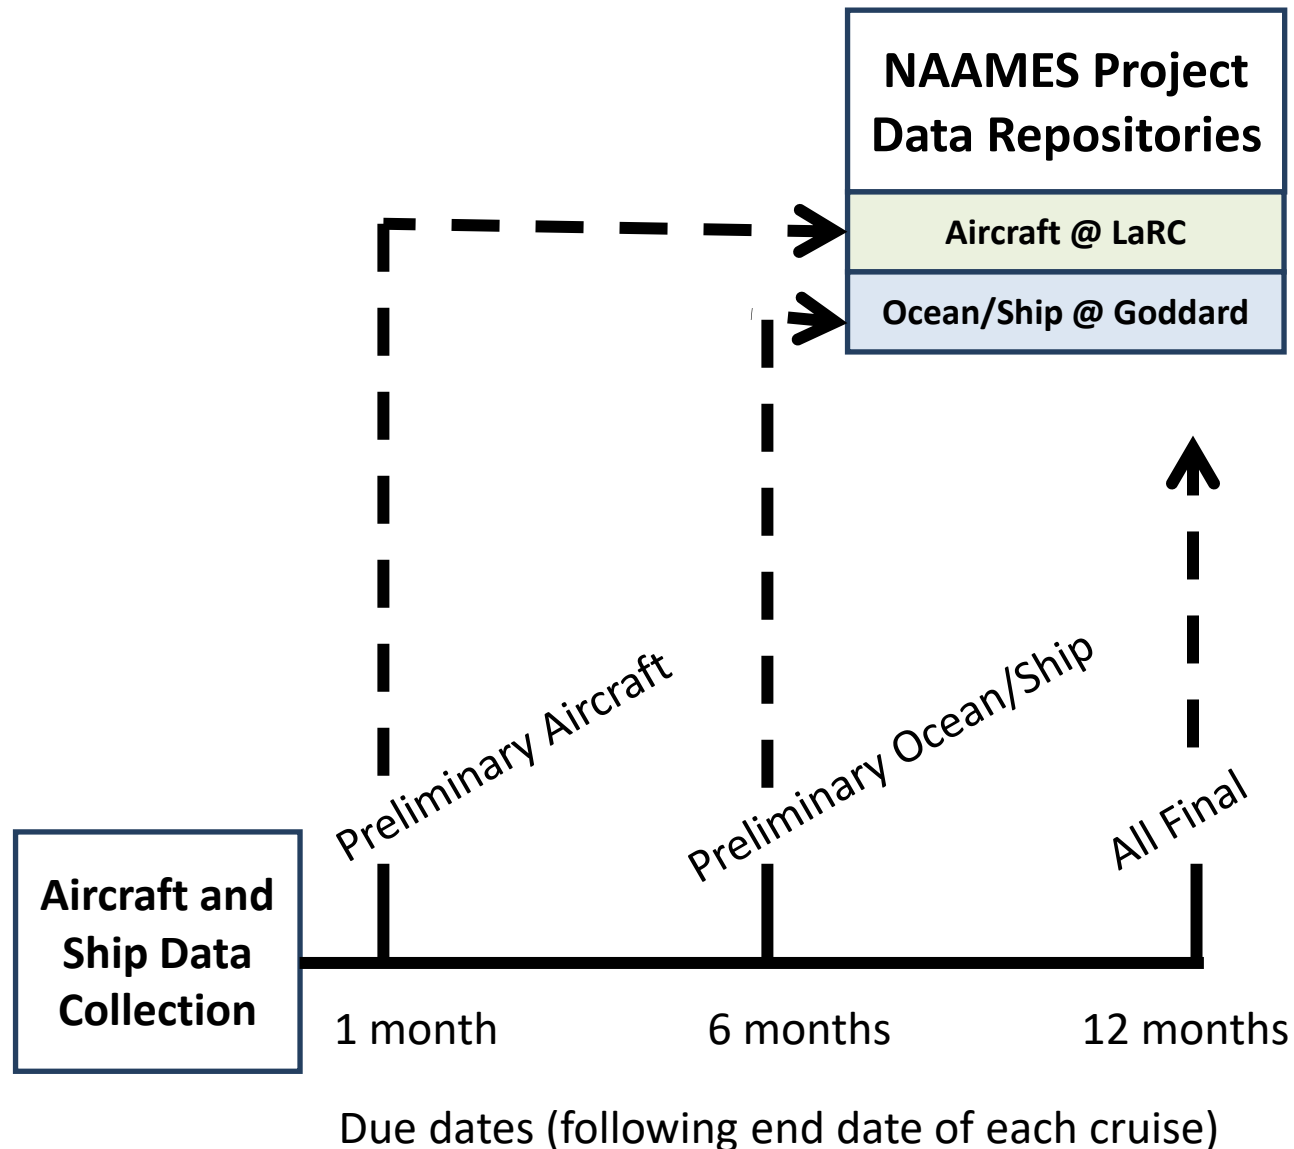 NAAMES Project
Data Repositories
Aircraft @ LaRC
Ocean/Ship @ Goddard
Preliminary Aircraft
Preliminary Ocean/Ship
All Final
Aircraft and
Ship Data
Collection
1 month
6 months
12 months
Due dates (following end date of each cruise)